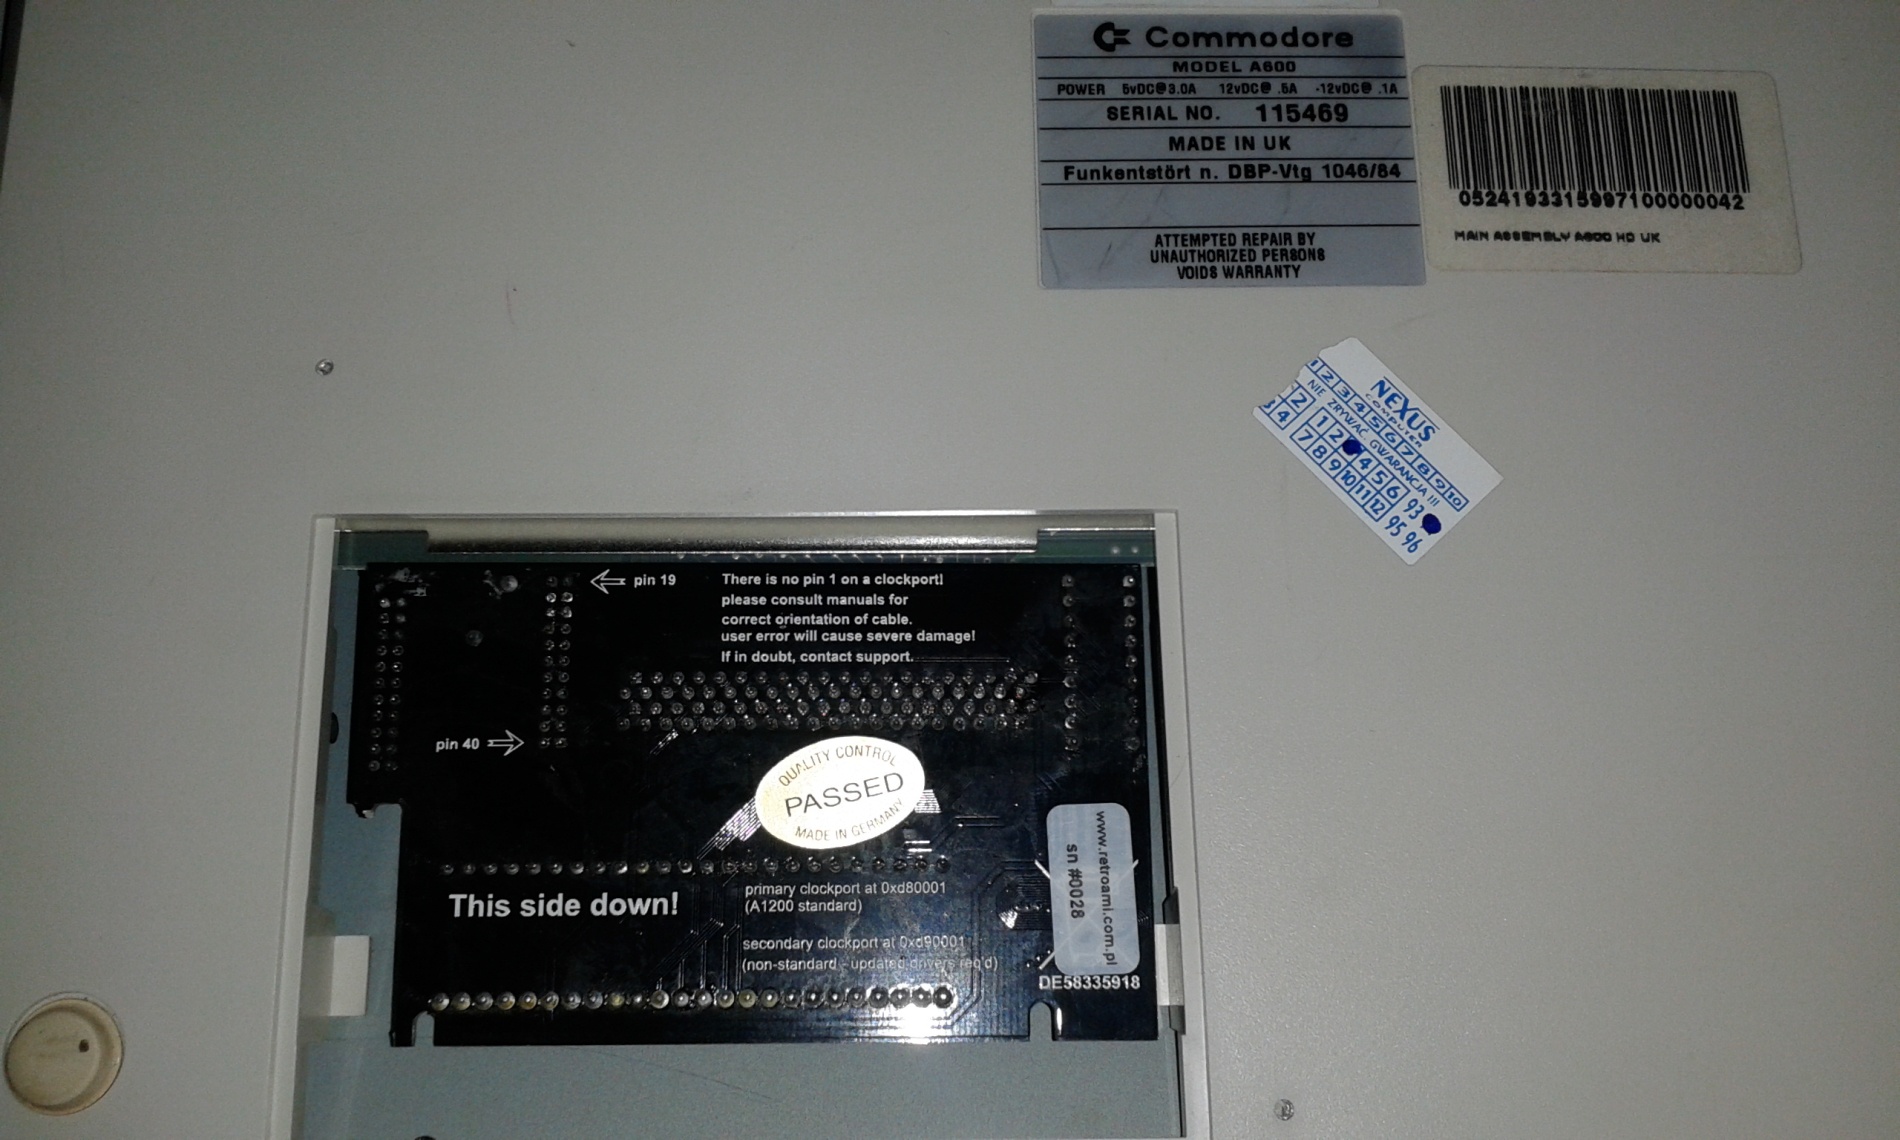 Commodore
MODEL A600
POWER 5vDC@3.0A 12vDC@ .5A -12vDC@ .1A
SERIAL NO. 115469
MADE IN UK
Funkentstört n. DBP-Vtg 1046/84
ATTEMPTED REPAIR BY
UNAUTHORIZED PERSONS
VOIDS WARRANTY
0524193315997100000042
MAIN ASSEMBLY A600 HD UK
NEXUS
COMPUTER
1 2 3 4 5 6 7 8 9 10
NIE ZRYWAĆ. GWARANCJA !!!
2 1 2 4 5 6 93
3 4 7 8 9 10 11 12 95 96
pin 19
There is no pin 1 on a clockport!
please consult manuals for
correct orientation of cable.
user error will cause severe damage!
If in doubt, contact support.
pin 40
QUALITY CONTROL
PASSED
MADE IN GERMANY
www.retroami.com.pl
sn #0028
This side down!
primary clockport at 0xd80001
(A1200 standard)
secondary clockport at 0xd90001
(non-standard - updated drivers req'd)
DE58335918